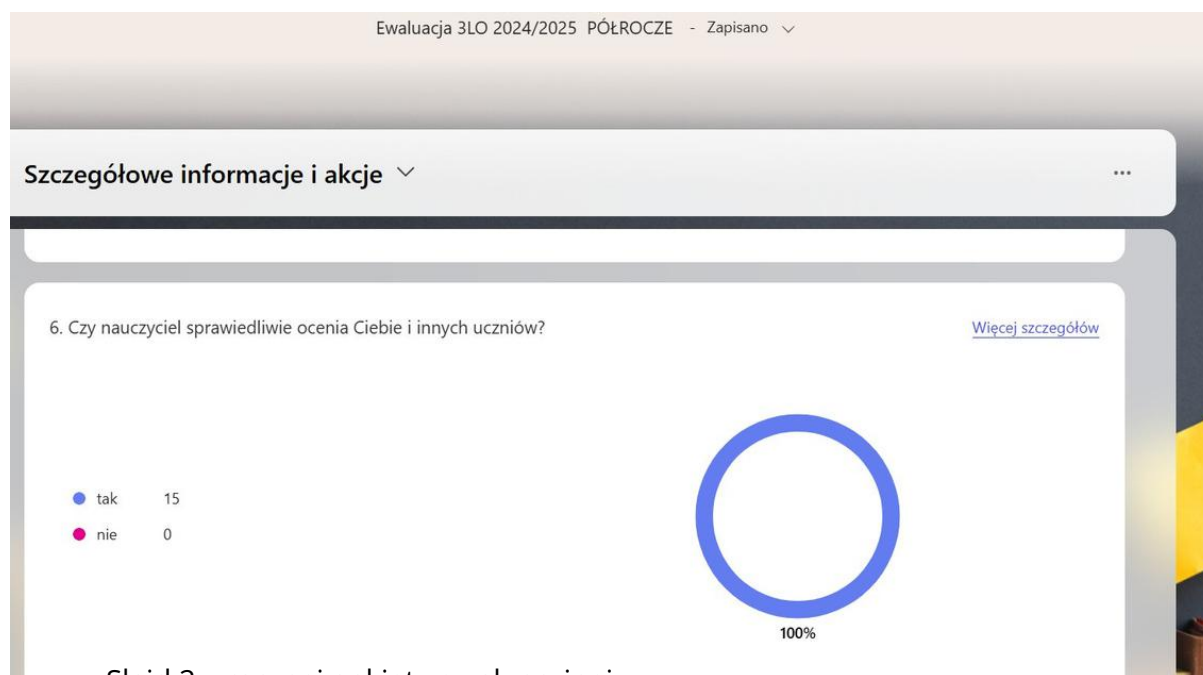 Ewaluacja 3LO 2024/2025 PÓŁROCZE - Zapisano
Szczegółowe informacje i akcje
...
6. Czy nauczyciel sprawiedliwie ocenia Ciebie i innych uczniów?
Więcej szczegółów
tak 15
nie 0
100%